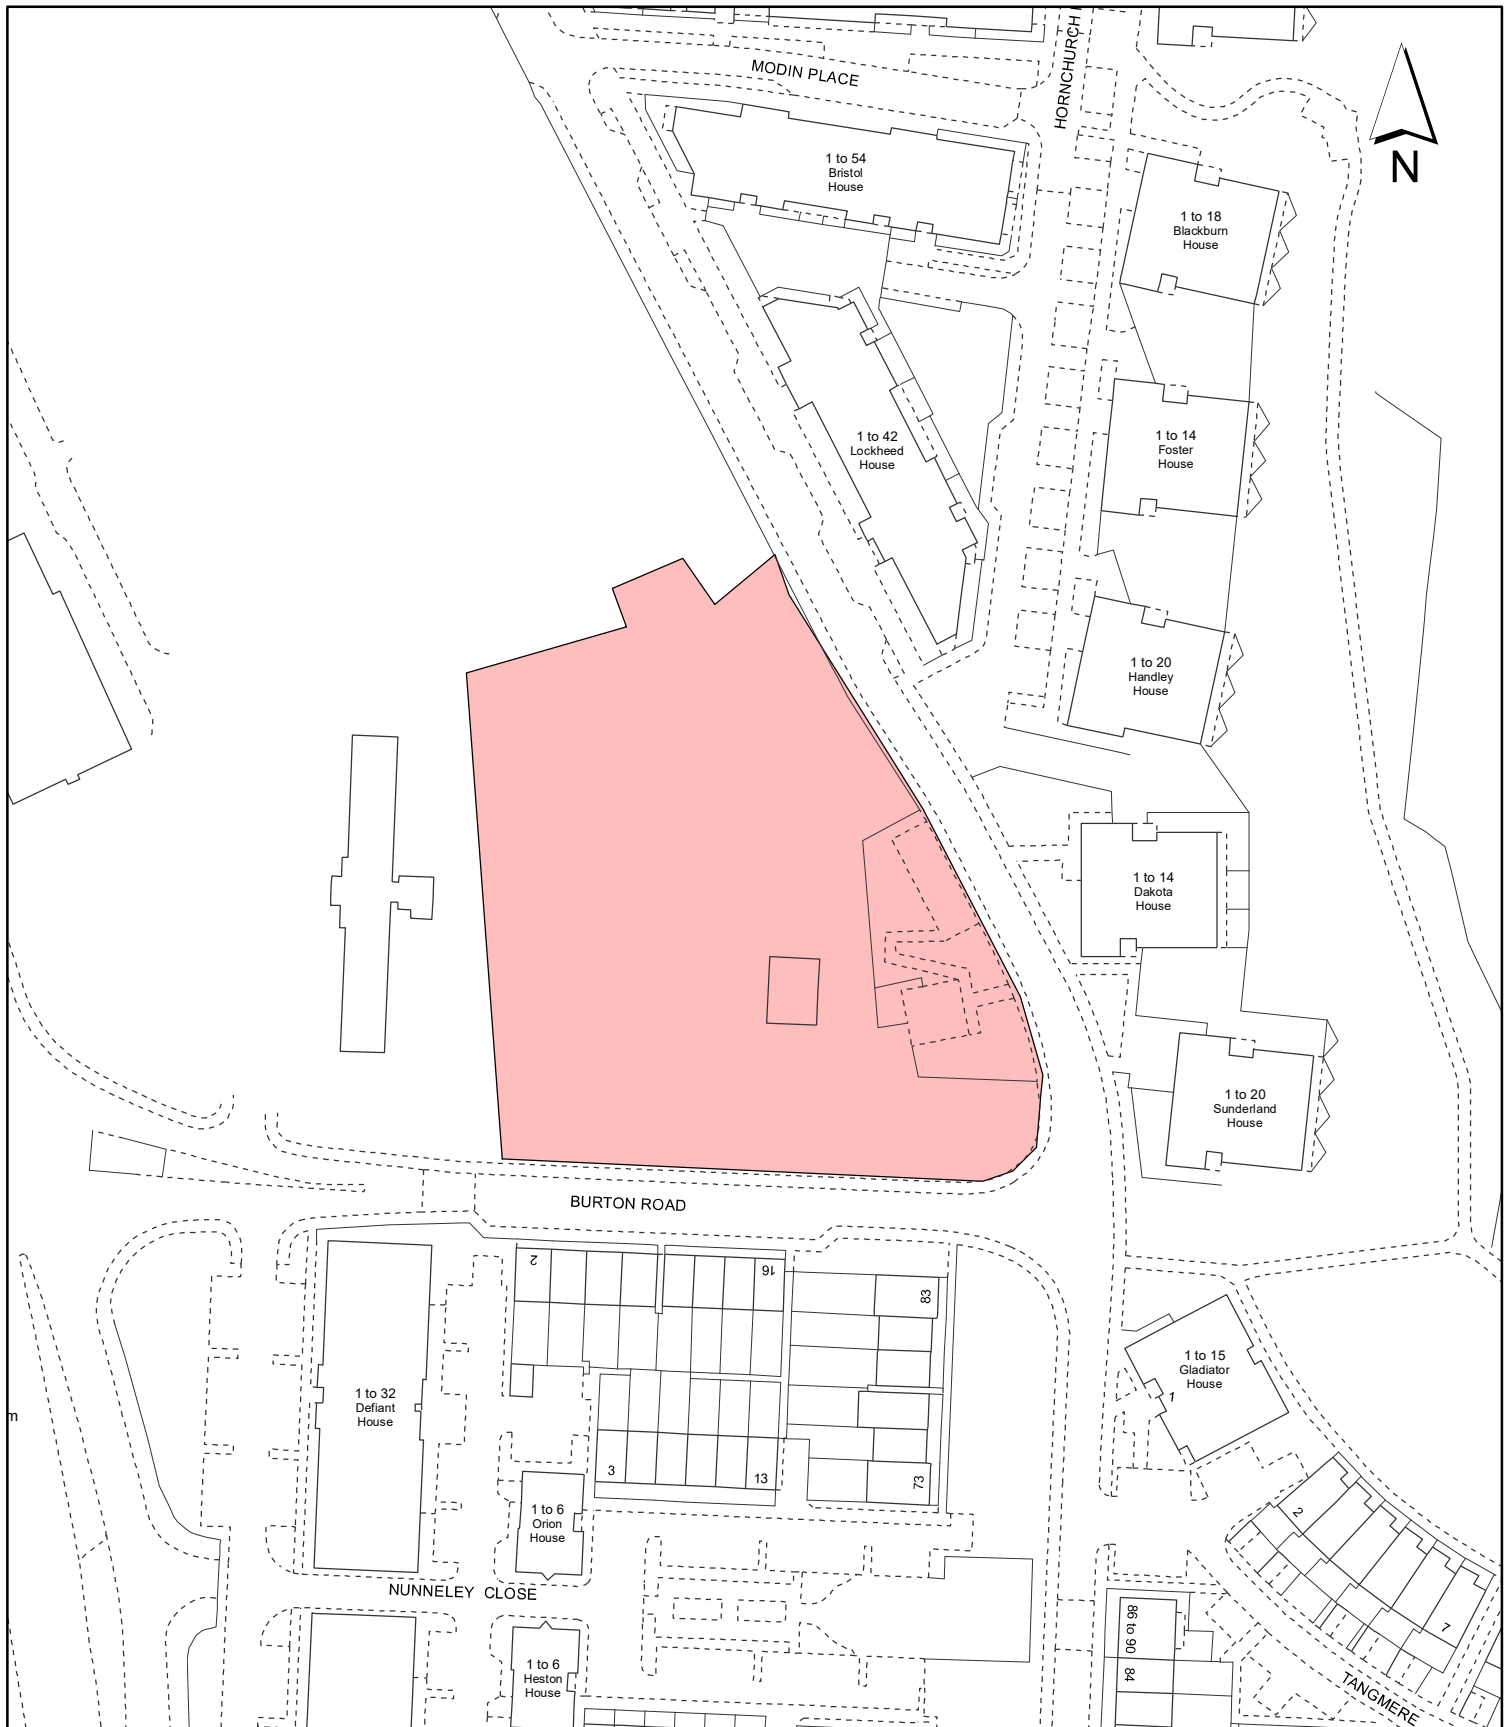 MODIN PLACE
HORNCHURCH
N
1 to 54
Bristol
House
1 to 18
Blackburn
House
1 to 42
Lockheed
House
1 to 14
Foster
House
1 to 20
Handley
House
1 to 14
Dakota
House
1 to 20
Sunderland
House
BURTON ROAD
2
16
83
1 to 15
Gladiator
House
1
1 to 32
Defiant
House
m
3
13
73
1 to 6
Orion
House
2
7
NUNNELEY CLOSE
1 to 6
Heston
House
86 to 90
84
TANGMERE